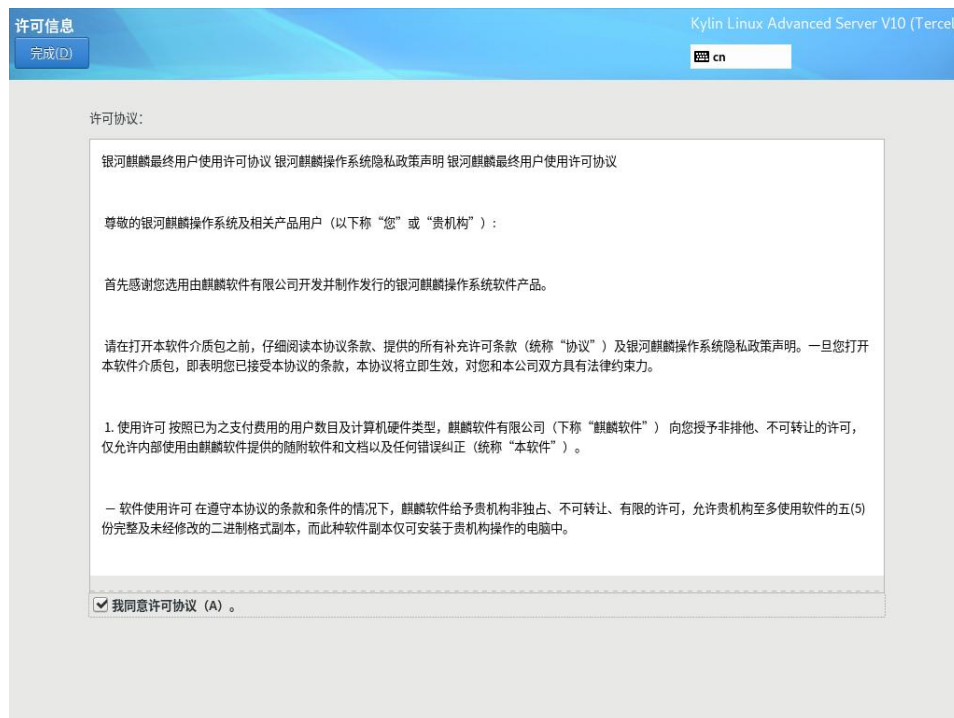 许可信息
Kylin Linux Advanced Server V10 (Tercel
完成(D)
cn
许可协议：
银河麒麟最终用户使用许可协议 银河麒麟操作系统隐私政策声明 银河麒麟最终用户使用许可协议
尊敬的银河麒麟操作系统及相关产品用户（以下称“您”或“贵机构”）：
首先感谢您选用由麒麟软件有限公司开发并制作发行的银河麒麟操作系统软件产品。
请在打开本软件介质包之前，仔细阅读本协议条款、提供的所有补充许可条款（统称“协议”）及银河麒麟操作系统隐私政策声明。一旦您打开
本软件介质包，即表明您已接受本协议的条款，本协议将立即生效，对您和本公司双方具有法律约束力。
1. 使用许可 按照已为之支付费用的用户数目及计算机硬件类型，麒麟软件有限公司（下称“麒麟软件”） 向您授予非排他、不可转让的许可，
仅允许内部使用由麒麟软件提供的随附软件和文档以及任何错误纠正（统称“本软件”）。
－ 软件使用许可 在遵守本协议的条款和条件的情况下，麒麟软件给予贵机构非独占、不可转让、有限的许可，允许贵机构至多使用软件的五(5)
份完整及未经修改的二进制格式副本，而此种软件副本仅可安装于贵机构操作的电脑中。
我同意许可协议（A）。